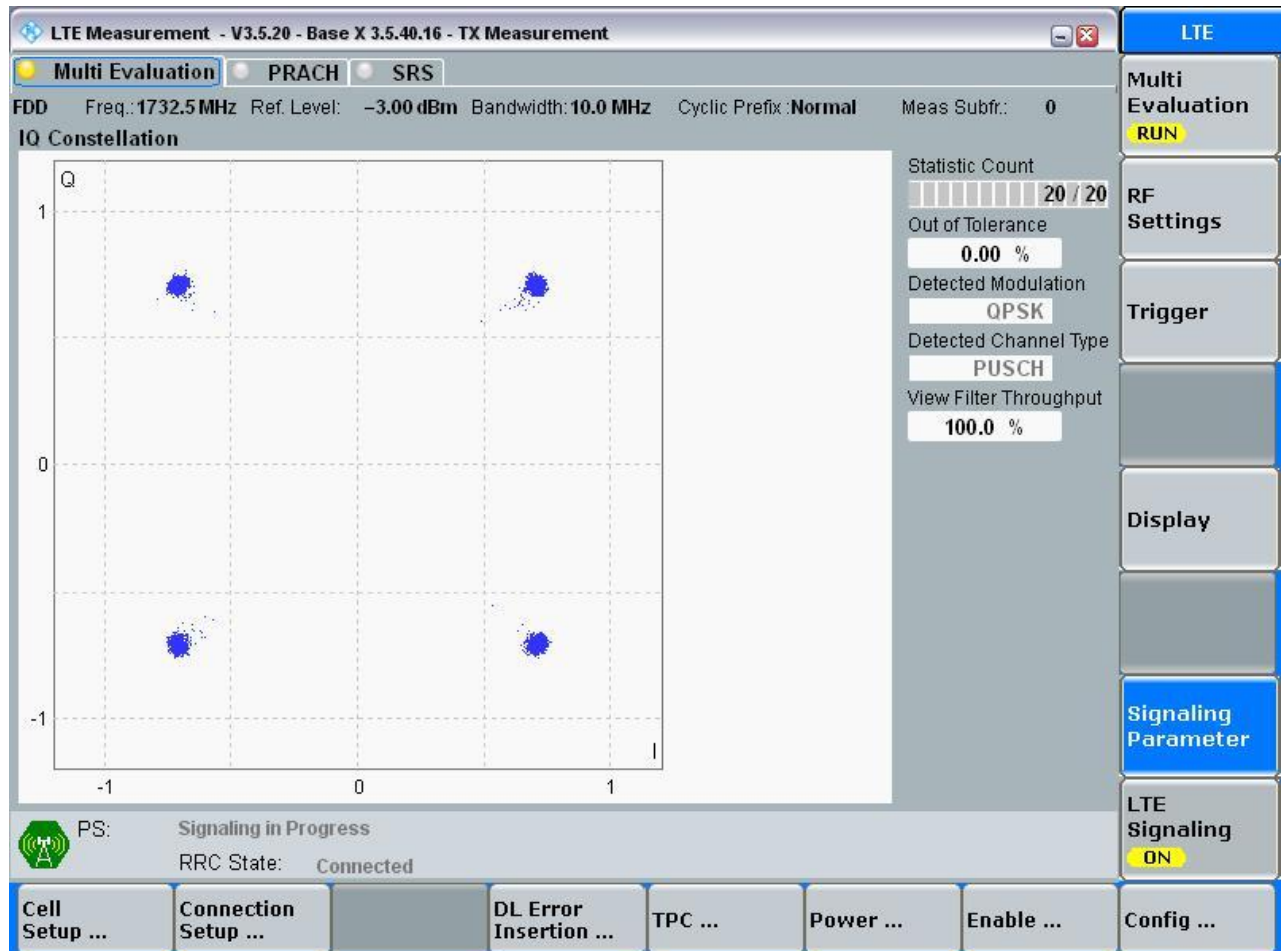 LTE Measurement - V3.5.20 - Base X 3.5.40.16 - TX Measurement
LTE
Multi Evaluation PRACH SRS
FDD Freq.: 1732.5 MHz Ref. Level: -3.00 dBm Bandwidth: 10.0 MHz Cyclic Prefix : Normal Meas Subfr.: 0
IQ Constellation
Q
1
0
-1
I
-1 0 1
Statistic Count
20 / 20
Out of Tolerance
0.00 %
Detected Modulation
QPSK
Detected Channel Type
PUSCH
View Filter Throughput
100.0 %
Multi
Evaluation
RUN
RF
Settings
Trigger
Display
Signaling
Parameter
LTE
Signaling
ON
PS: Signaling in Progress
RRC State: Connected
Cell
Setup ...
Connection
Setup ...
DL Error
Insertion ...
TPC ...
Power ...
Enable ...
Config ...